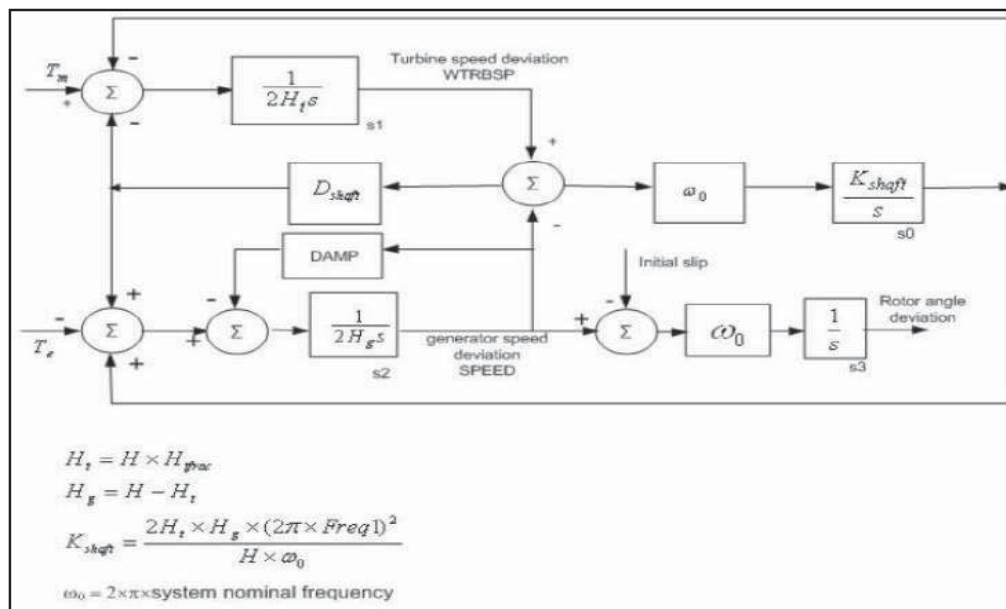 Turbine speed deviation
WTRBSP
T_m
+
-
-
Σ
1
2H_t s
s1
+
D_shaft
Σ
-
ω_0
K_shaft
s
s0
DAMP
Initial slip
-
-
+
-
Σ
+
T_e
+
Σ
1
2H_g s
s2
generator speed
deviation
SPEED
+
Σ
ω_0
1
s
s3
Rotor angle
deviation
H_t = H × H_tfrac
H_g = H − H_t
K_shaft = 2H_t × H_g × (2π × Freq1)^2
H × ω_0
ω_0 = 2×π×system nominal frequency